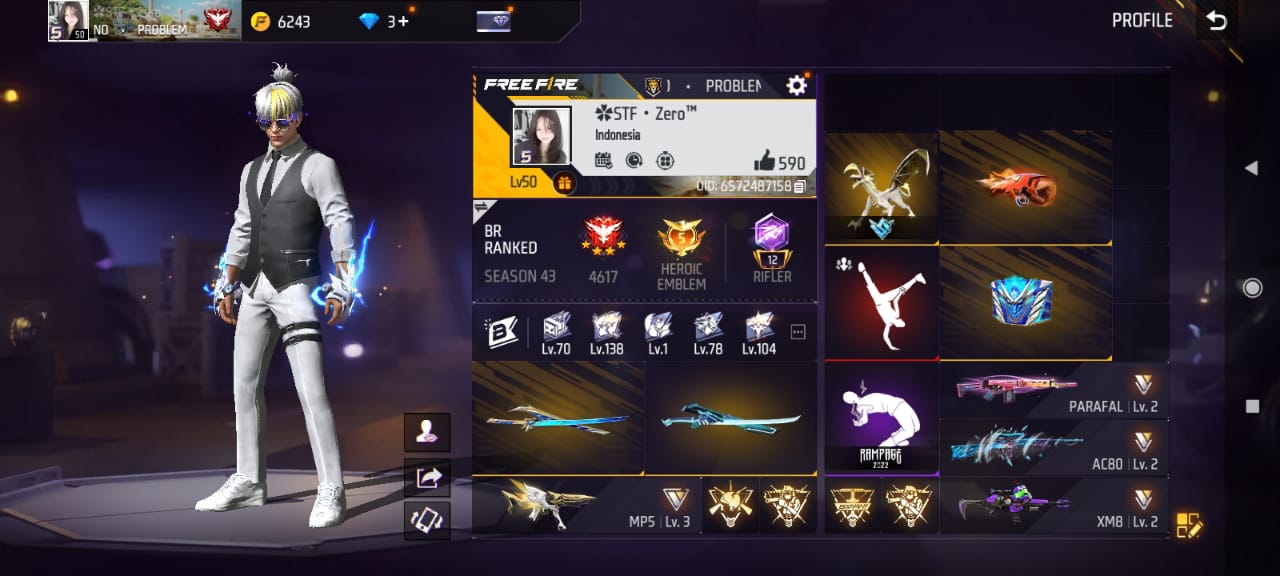 5 50 NO • PROBLEM
6243
3+
PROFILE
FREE FIRE
PROBLEM
✽STF • Zero™
Indonesia
5
590
Lv50
UID: 6572487158
BR
RANKED
SEASON 43
4617
5
HEROIC
EMBLEM
12
RIFLER
B
Lv.70
Lv.138
Lv.1
Lv.78
Lv.104
RAMPAGE
2022
PARAFAL | Lv. 2
AC80 | Lv. 2
MP5 | Lv. 3
XM8 | Lv. 2